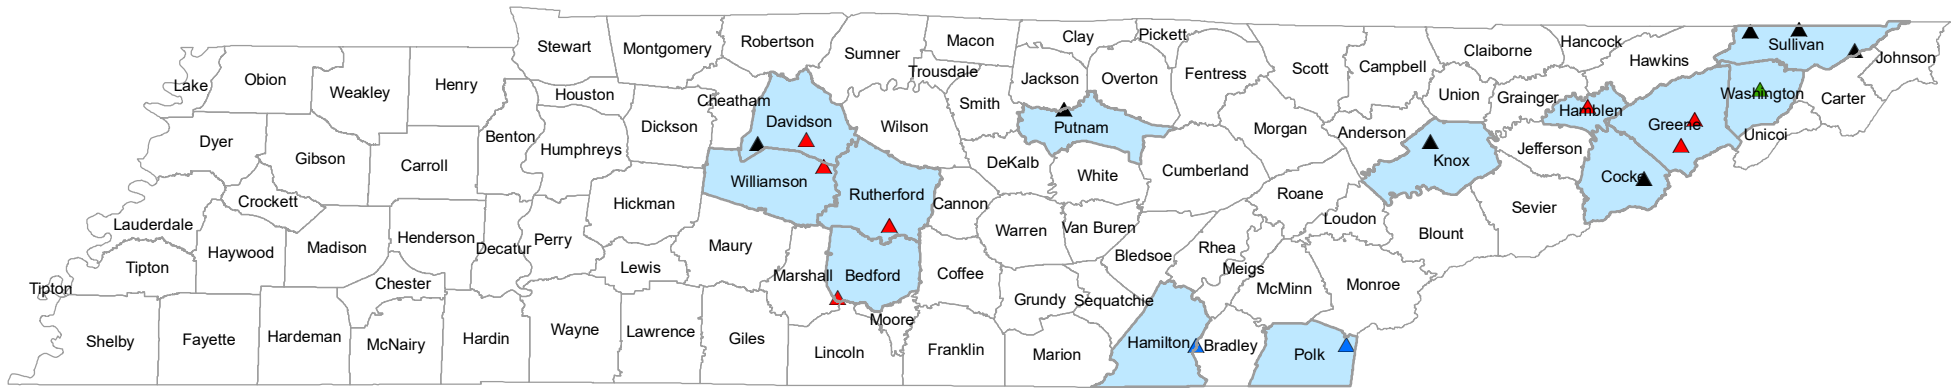 Stewart
Montgomery
Robertson
Sumner
Macon
Trousdale
Clay
Pickett
Jackson
Overton
Fentress
Scott
Campbell
Claiborne
Hancock
Hawkins
Sullivan
Johnson
Lake
Obion
Weakley
Henry
Houston
Cheatham
Smith
Union
Grainger
Hamblen
Washington
Carter
Dyer
Gibson
Carroll
Benton
Humphreys
Dickson
Davidson
Wilson
Putnam
Morgan
Anderson
Knox
Jefferson
Greene
Unicoi
Crockett
Williamson
Rutherford
DeKalb
White
Cumberland
Roane
Cocke
Lauderdale
Haywood
Madison
Henderson
Decatur
Perry
Hickman
Maury
Cannon
Warren
Van Buren
Loudon
Blount
Sevier
Tipton
Tipton
Chester
Lewis
Marshall
Bedford
Coffee
Grundy
Sequatchie
Bledsoe
Rhea
Meigs
McMinn
Monroe
Shelby
Fayette
Hardeman
McNairy
Hardin
Wayne
Lawrence
Giles
Lincoln
Moore
Franklin
Marion
Hamilton
Bradley
Polk